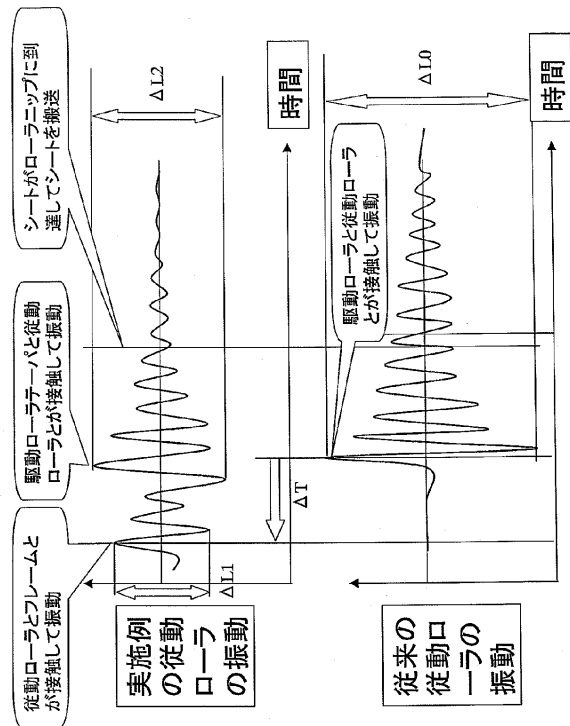 従動ローラとフレームと
が接触して振動
駆動ローラテーパと従動
ローラとが接触して振動
シートがローラニップに到
達してシートを搬送
実施例
の従動
ローラ
の振動
ΔL1
ΔL2
時間
ΔT
駆動ローラと従動ローラ
とが接触して振動
従来の
従動ロ
ーラの
振動
ΔL0
時間